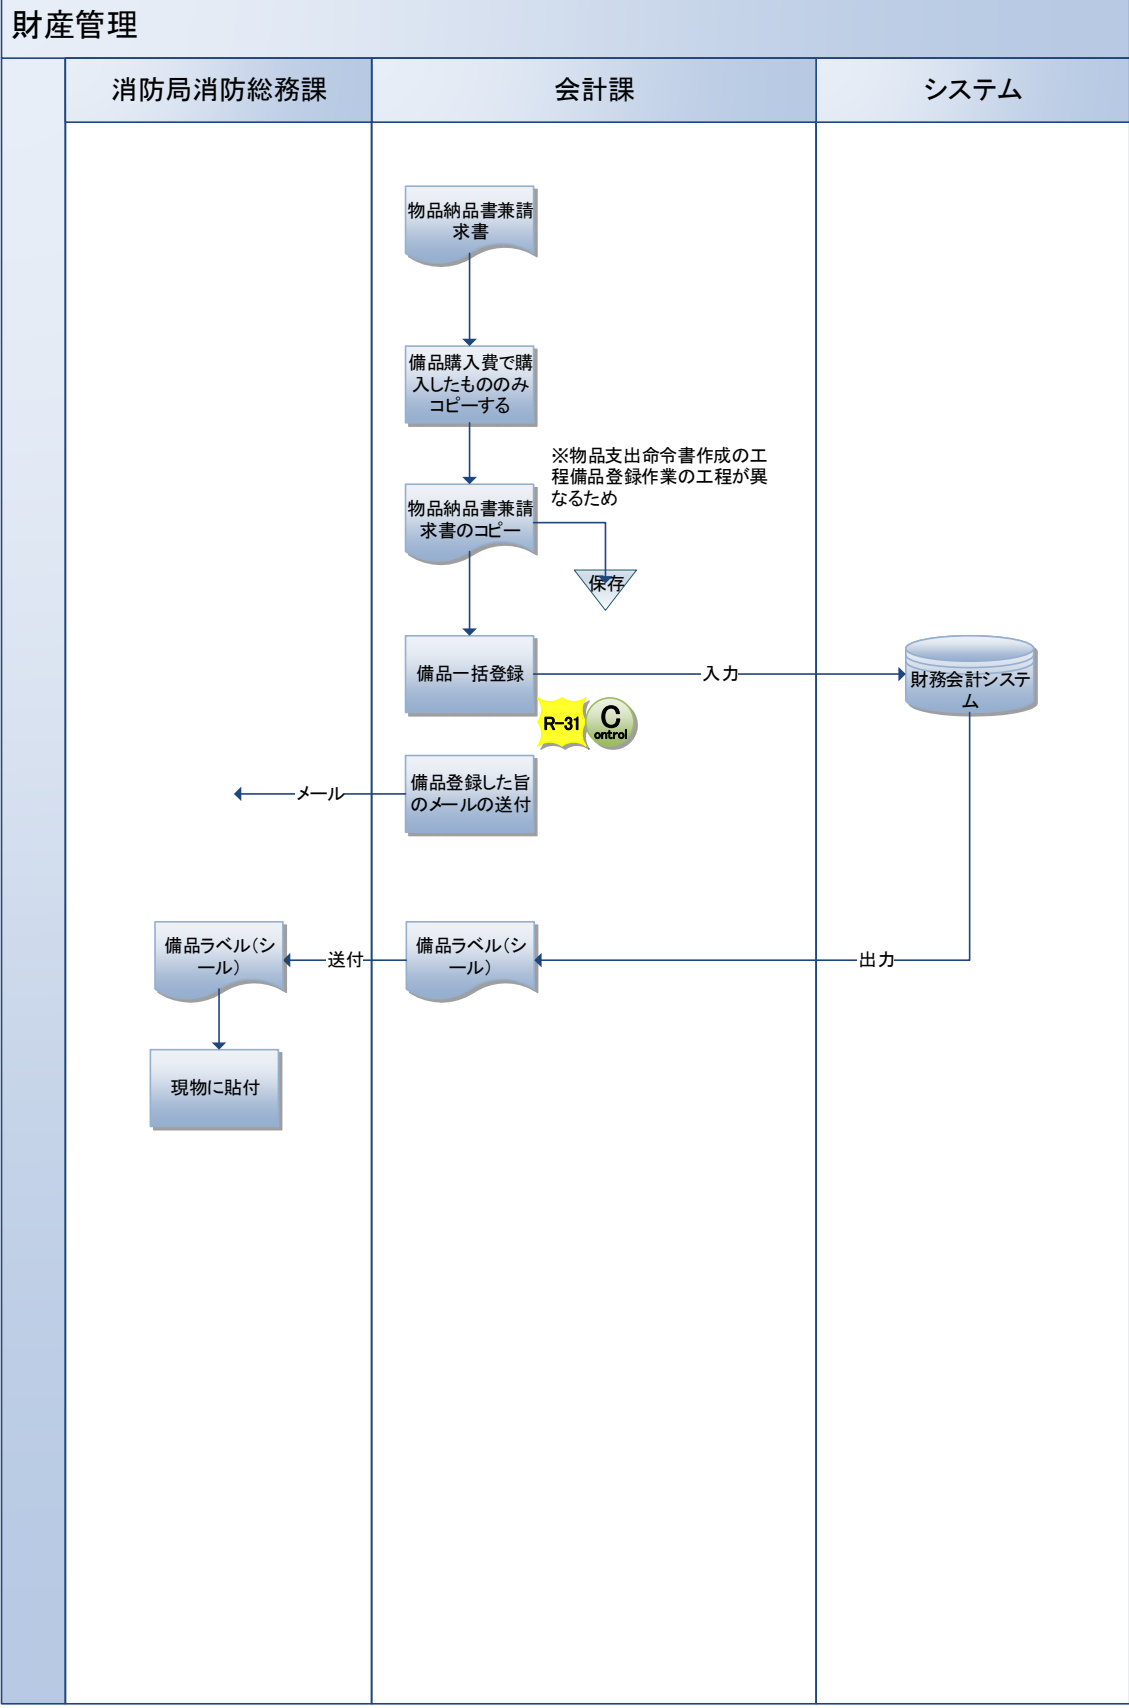 財産管理
消防局消防総務課
会計課
システム
物品納品書兼請
求書
備品購入費で購
入したもののみ
コピーする
※物品支出命令書作成の工
程備品登録作業の工程が異
なるため
物品納品書兼請
求書のコピー
保存
備品一括登録
入力
財務会計システ
ム
R-31
C
ontrol
備品登録した旨
のメールの送付
メール
備品ラベル(シ
ール)
送付
備品ラベル(シ
ール)
出力
現物に貼付